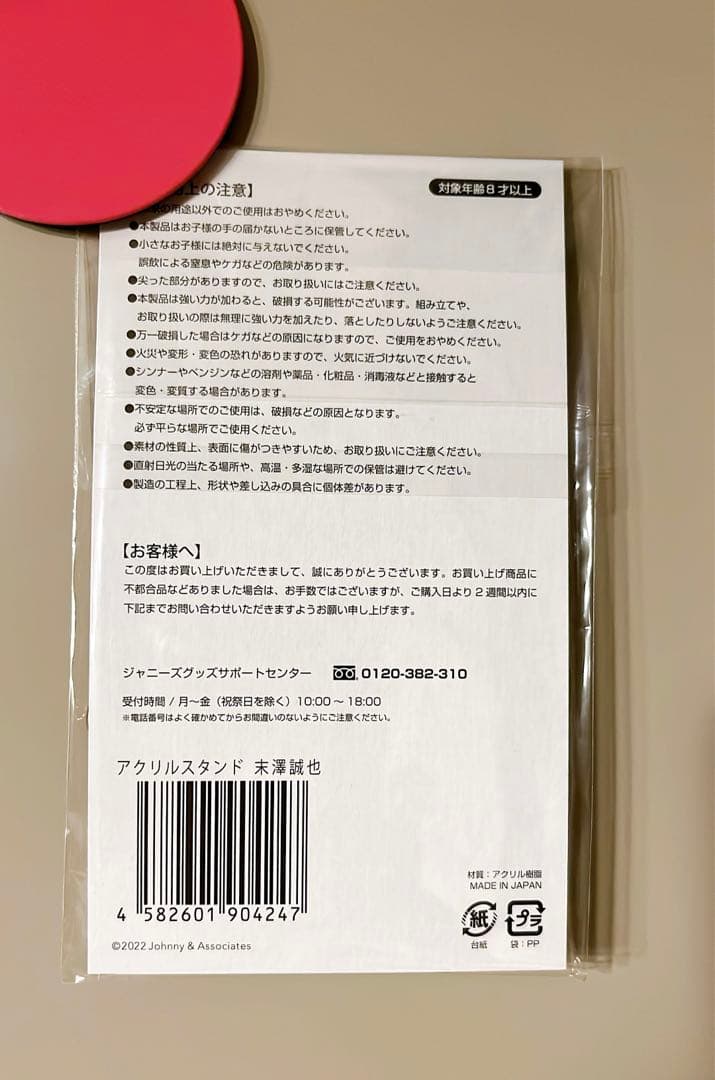 上の注意】
対象年齢8才以上
の用途以外でのご使用はおやめください。
●本製品はお子様の手の届かないところに保管してください。
●小さなお子様には絶対に与えないでください。
誤飲による窒息やケガなどの危険があります。
●尖った部分がありますので、お取り扱いにはご注意ください。
●本製品は強い力が加わると、破損する可能性がございます。組み立てや、
お取り扱いの際は無理に強い力を加えたり、落としたりしないようご注意ください。
●万一破損した場合はケガなどの原因になりますので、ご使用をおやめください。
●火災や変形・変色の恐れがありますので、火気に近づけないでください。
●シンナーやベンジンなどの溶剤や薬品・化粧品・消毒液などと接触すると
変色・変質する場合があります。
●不安定な場所でのご使用は、破損などの原因となります。
必ず平らな場所でご使用ください。
●素材の性質上、表面に傷がつきやすいため、お取り扱いにご注意ください。
●直射日光の当たる場所や、高温・多湿な場所での保管は避けてください。
●製造の工程上、形状や差し込みの具合に個体差があります。
【お客様へ】
この度はお買い上げいただきまして、誠にありがとうございます。お買い上げ商品に
不都合品などありました場合は、お手数ではございますが、ご購入日より2週間以内に
下記までお問い合わせいただきますようお願い申し上げます。
ジャニーズグッズサポートセンター 0120-382-310
受付時間 / 月〜金（祝祭日を除く）10:00 〜 18:00
※電話番号はよく確かめてからお間違いのないようにご注意ください。
アクリルスタンド 末澤誠也
4 582601 904247
©2022 Johnny & Associates
材質：アクリル樹脂
MADE IN JAPAN
紙 プラ
台紙 袋：PP